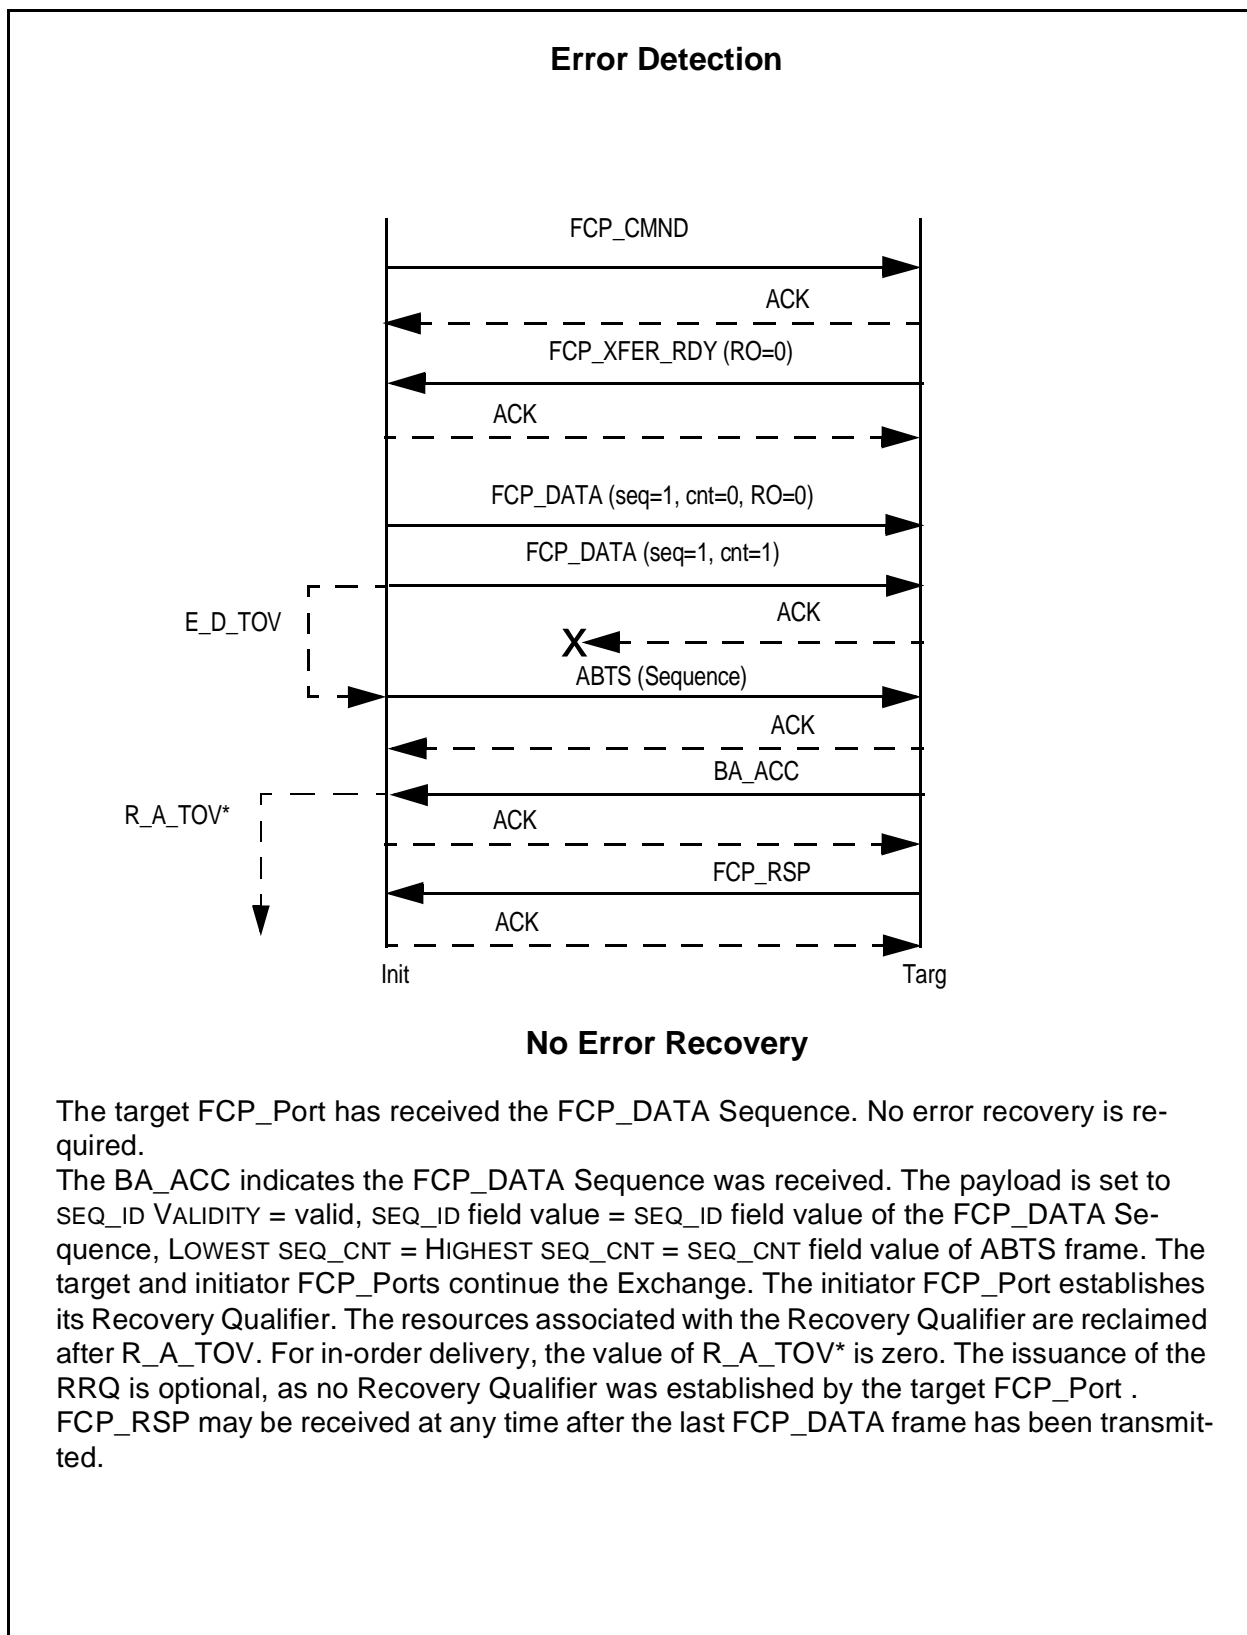 Error Detection
FCP_CMND
ACK
FCP_XFER_RDY (RO=0)
ACK
FCP_DATA (seq=1, cnt=0, RO=0)
FCP_DATA (seq=1, cnt=1)
E_D_TOV
ACK
X
ABTS (Sequence)
ACK
BA_ACC
R_A_TOV*
ACK
FCP_RSP
ACK
Init Targ
No Error Recovery
The target FCP_Port has received the FCP_DATA Sequence. No error recovery is re-
quired.
The BA_ACC indicates the FCP_DATA Sequence was received. The payload is set to
SEQ_ID VALIDITY = valid, SEQ_ID field value = SEQ_ID field value of the FCP_DATA Se-
quence, LOWEST SEQ_CNT = HIGHEST SEQ_CNT = SEQ_CNT field value of ABTS frame. The
target and initiator FCP_Ports continue the Exchange. The initiator FCP_Port establishes
its Recovery Qualifier. The resources associated with the Recovery Qualifier are reclaimed
after R_A_TOV. For in-order delivery, the value of R_A_TOV* is zero. The issuance of the
RRQ is optional, as no Recovery Qualifier was established by the target FCP_Port .
FCP_RSP may be received at any time after the last FCP_DATA frame has been transmit-
ted.